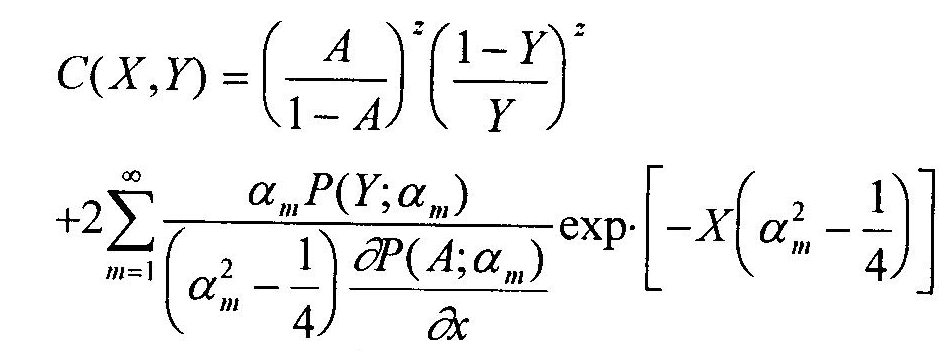 C(X,Y) = (A / (1 − A))^z ((1 − Y) / Y)^z
+2 ∑_{m=1}^{∞} (α_m P(Y;α_m)) / ((α_m^2 − 1/4) ∂P(A;α_m)/∂x) exp·[−X(α_m^2 − 1/4)]